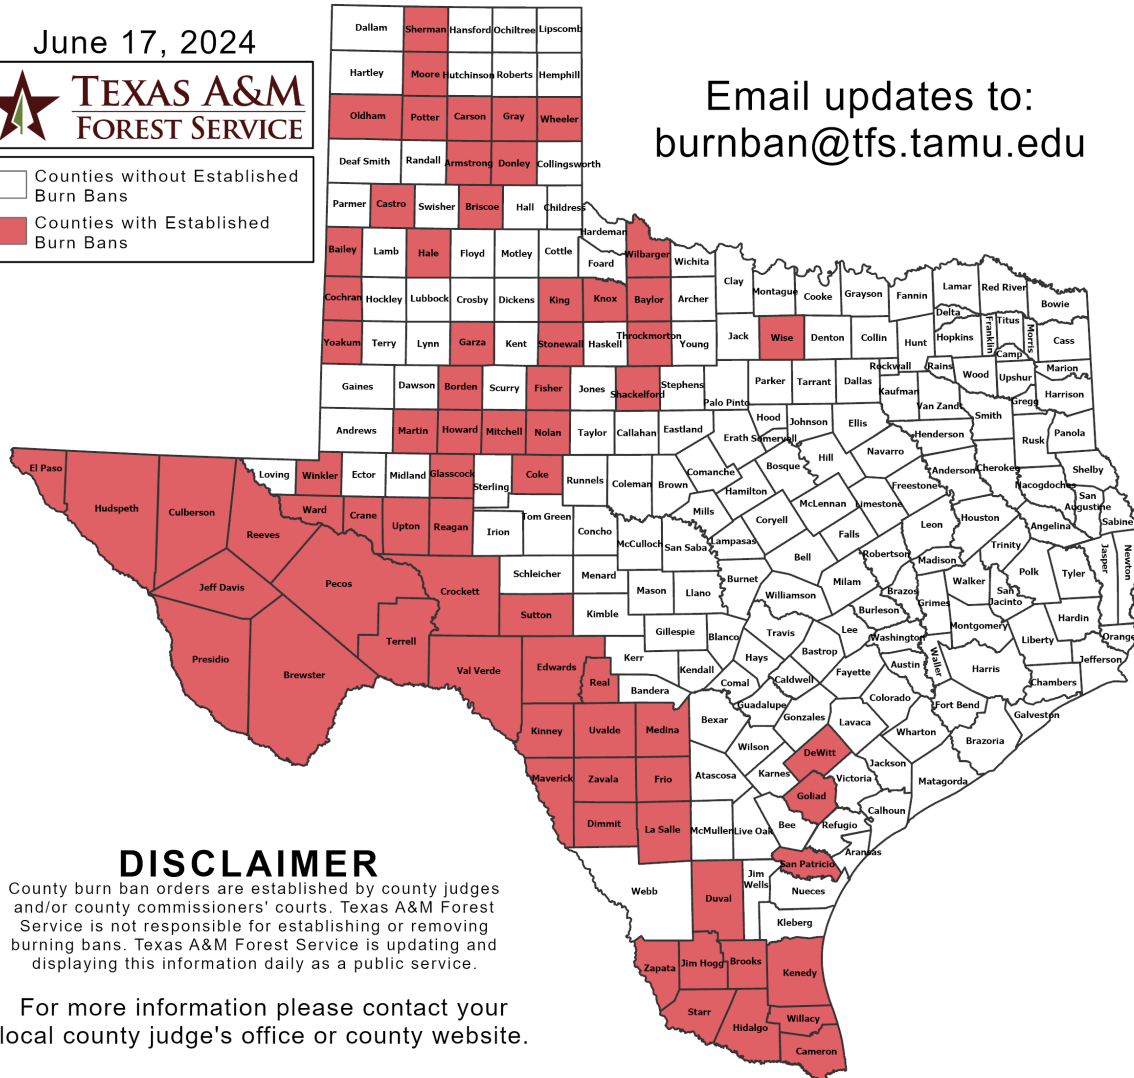 June 17, 2024
TEXAS A&M
FOREST SERVICE
Counties without Established
Burn Bans
Counties with Established
Burn Bans
Email updates to:
burnban@tfs.tamu.edu
Dallam Sherman Hansford Ochiltree Lipscomb
Hartley Moore Hutchinson Roberts Hemphill
Oldham Potter Carson Gray Wheeler
Deaf Smith Randall Armstrong Donley Collingsworth
Parmer Castro Swisher Briscoe Hall Childress
Hardeman
Bailey Lamb Hale Floyd Motley Cottle Foard Wilbarger Wichita
Clay Montague Cooke Grayson Fannin Lamar Red River Bowie
Cochran Hockley Lubbock Crosby Dickens King Knox Baylor Archer
Delta Franklin Titus Morris Cass
Yoakum Terry Lynn Garza Kent Stonewall Haskell Throckmorton Young Jack Wise Denton Collin Hunt Hopkins
Camp
Rockwall Rains Wood Upshur Marion
Gaines Dawson Borden Scurry Fisher Jones Shackelford Stephens Palo Pinto Parker Tarrant Dallas Kaufman Van Zandt Smith Gregg Harrison
Andrews Martin Howard Mitchell Nolan Taylor Callahan Eastland Erath Somervell Hood Johnson Ellis Henderson Rusk Panola
El Paso Hudspeth Culberson Reeves Loving Winkler Ector Midland Glasscock Sterling Coke Runnels Coleman Brown Comanche Hamilton Bosque Hill Navarro Freestone Anderson Cherokee Nacogdoches Shelby
San
Augustine
Sabine
Ward Crane Upton Reagan Irion Tom Green Concho McCulloch San Saba Mills Lampasas Coryell McLennan Limestone Falls Leon Houston Angelina
Jeff Davis Pecos Crockett Schleicher Menard Mason Llano Burnet Bell Williamson Milam Robertson Brazos Madison Grimes Walker Trinity Polk Tyler Jasper Newton
San
Jacinto
Presidio Brewster Terrell Val Verde Sutton Kimble Gillespie Blanco Travis Lee Burleson Washington Montgomery Liberty Hardin Orange
Edwards Real Kerr Kendall Bandera Comal Hays Caldwell Bastrop Fayette Austin Waller Harris Chambers Jefferson
Kinney Uvalde Medina Bexar Guadalupe Gonzales Lavaca Colorado Wharton Fort Bend Brazoria Galveston
Maverick Zavala Frio Atascosa Wilson Karnes DeWitt Victoria Jackson Matagorda
Dimmit La Salle McMullen Live Oak Bee Goliad Refugio Calhoun Aransas
Webb Duval Jim
Wells
San Patricio Nueces
Kleberg
Zapata Jim Hogg Brooks Kenedy
Starr Hidalgo Willacy
Cameron
DISCLAIMER
County burn ban orders are established by county judges
and/or county commissioners' courts. Texas A&M Forest
Service is not responsible for establishing or removing
burning bans. Texas A&M Forest Service is updating and
displaying this information daily as a public service.
For more information please contact your
local county judge's office or county website.